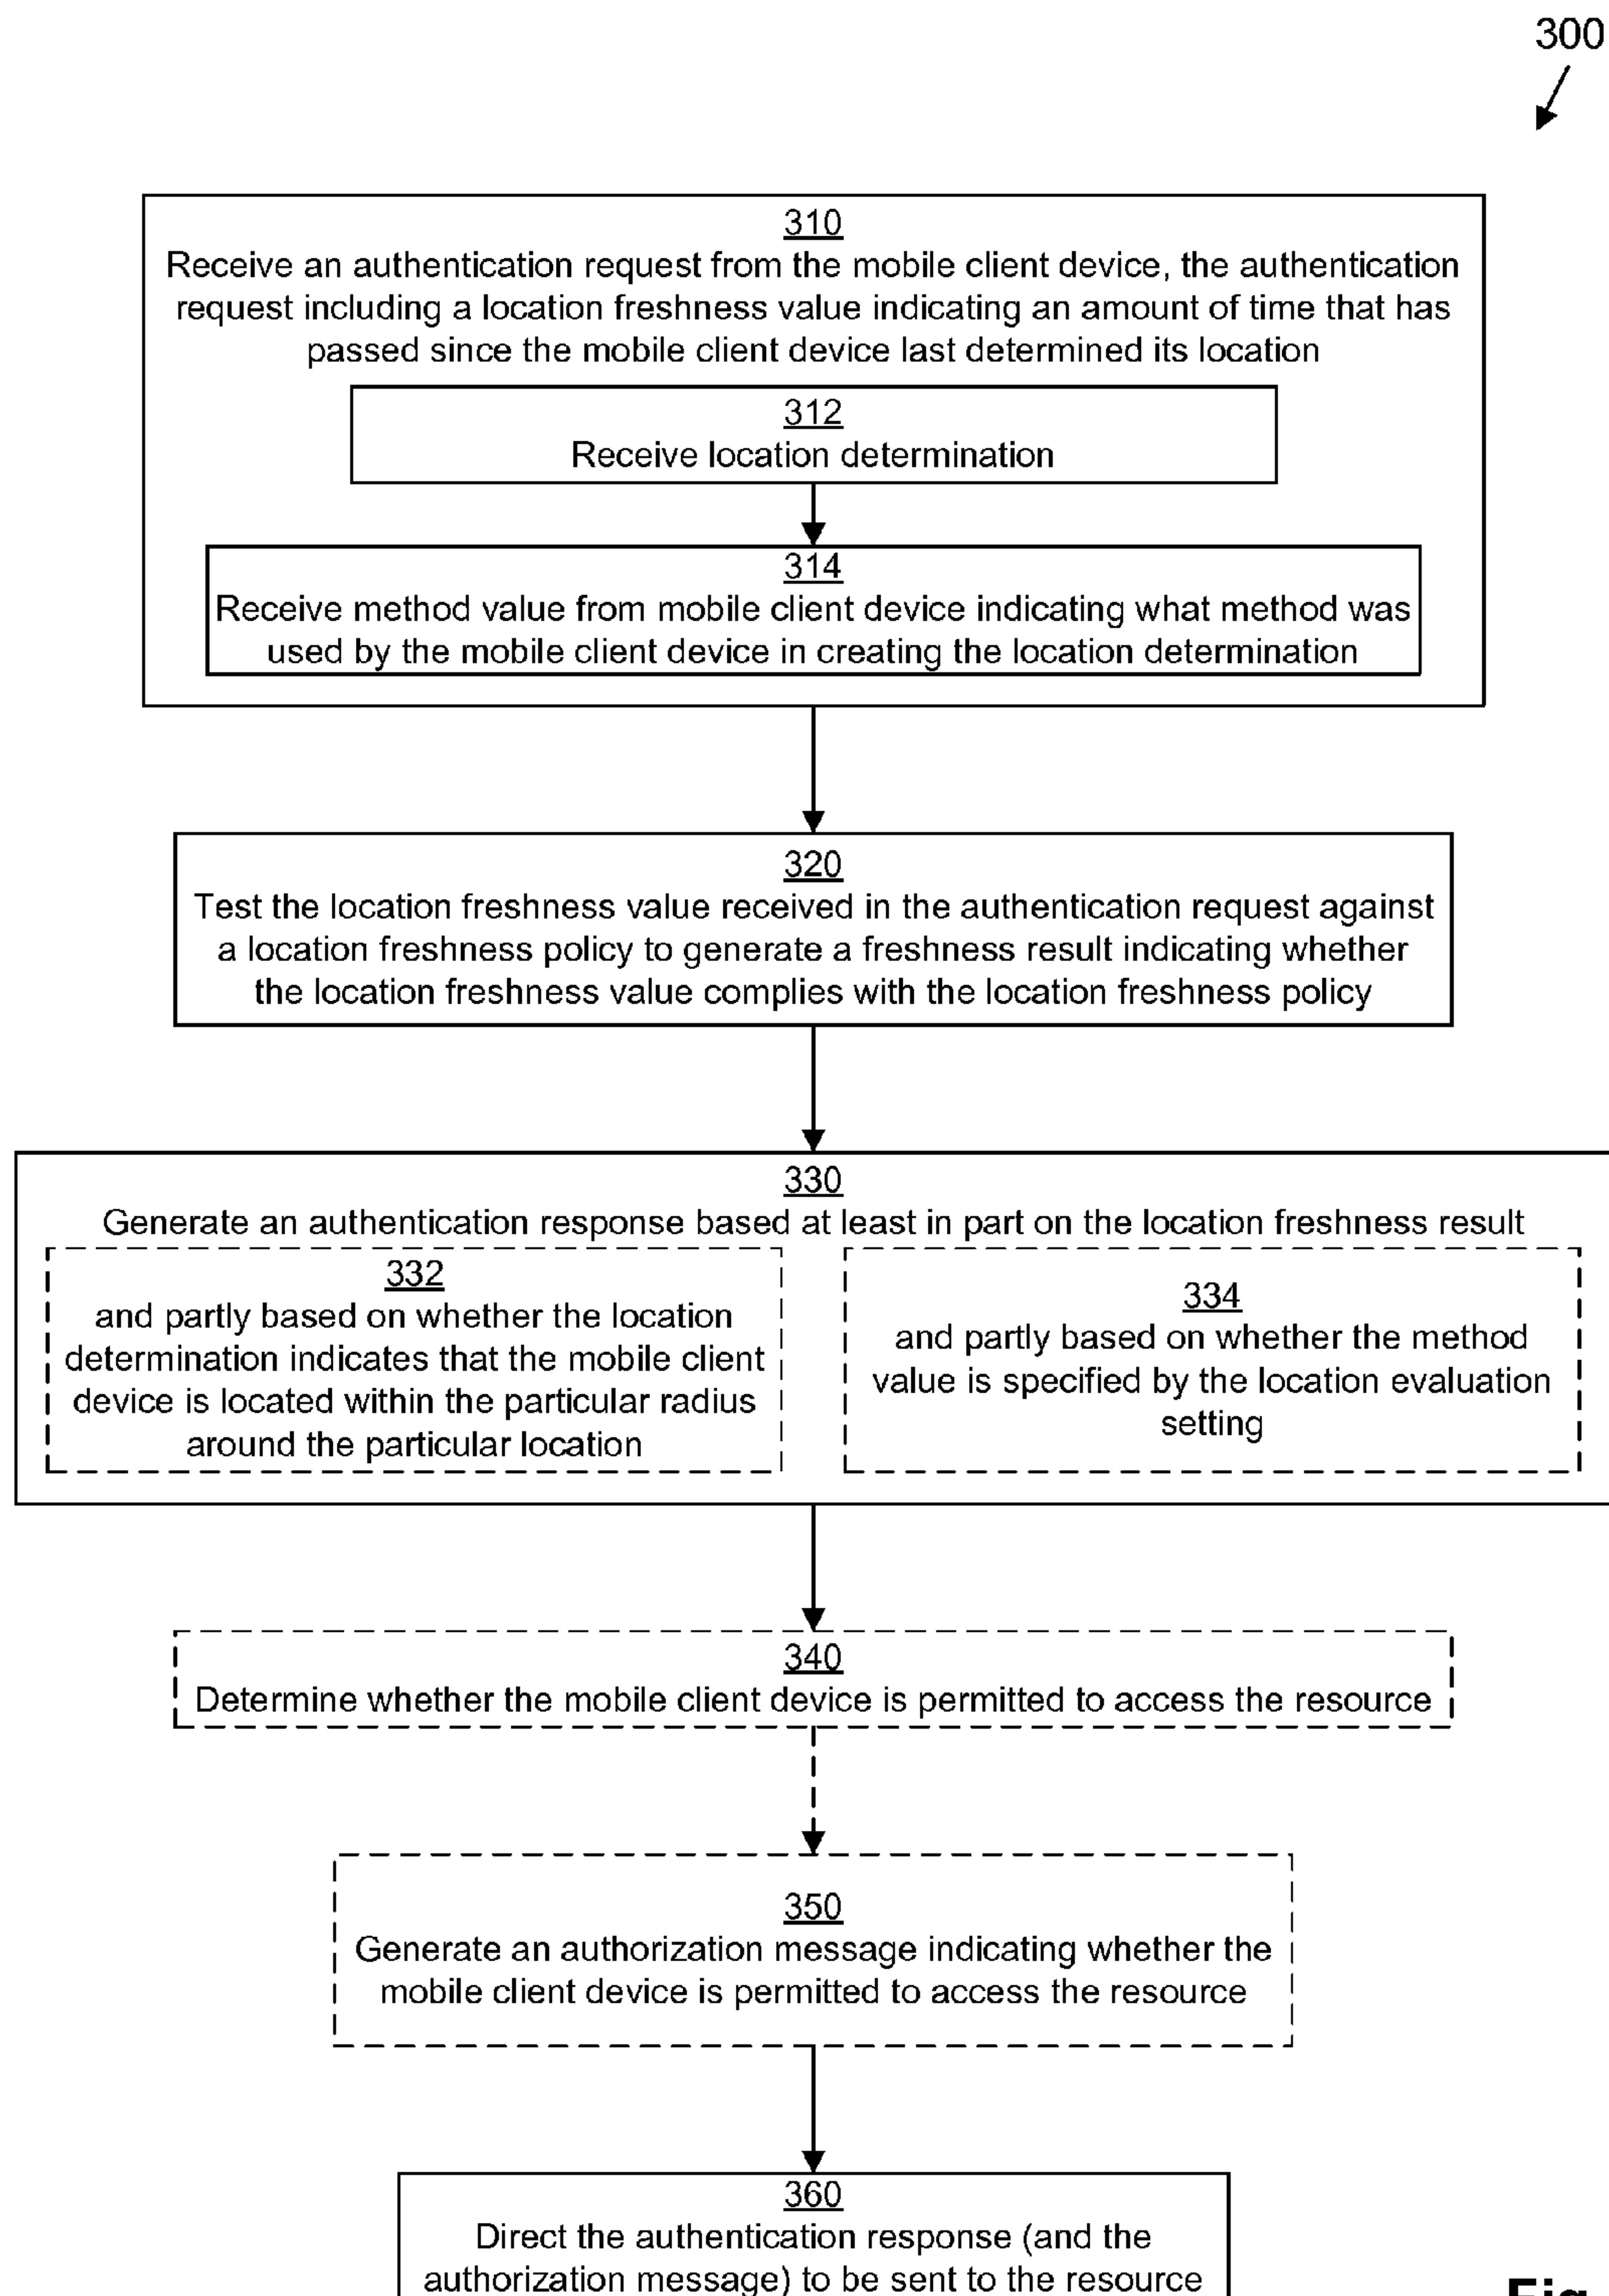 300
310
Receive an authentication request from the mobile client device, the authentication
request including a location freshness value indicating an amount of time that has
passed since the mobile client device last determined its location
312
Receive location determination
314
Receive method value from mobile client device indicating what method was
used by the mobile client device in creating the location determination
320
Test the location freshness value received in the authentication request against
a location freshness policy to generate a freshness result indicating whether
the location freshness value complies with the location freshness policy
330
Generate an authentication response based at least in part on the location freshness result
332
and partly based on whether the location
determination indicates that the mobile client
device is located within the particular radius
around the particular location
334
and partly based on whether the method
value is specified by the location evaluation
setting
340
Determine whether the mobile client device is permitted to access the resource
350
Generate an authorization message indicating whether the
mobile client device is permitted to access the resource
360
Direct the authentication response (and the
authorization message) to be sent to the resource